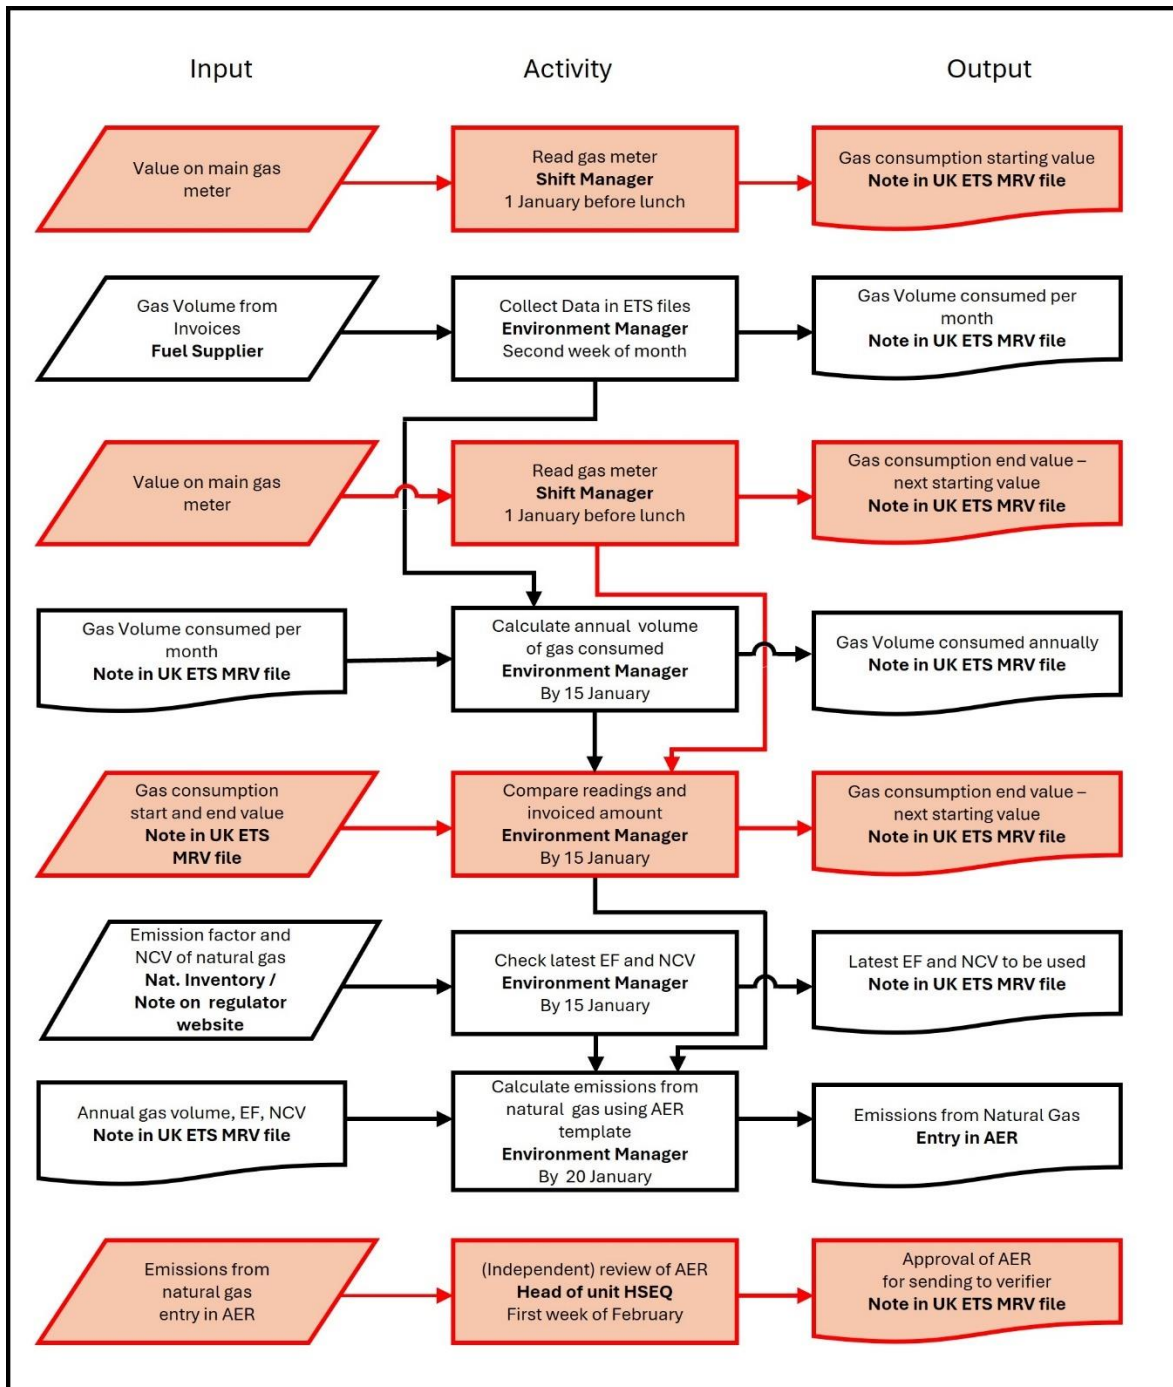 Input
Activity
Output
Value on main gas
meter
Read gas meter
Shift Manager
1 January before lunch
Gas consumption starting value
Note in UK ETS MRV file
Gas Volume from
Invoices
Fuel Supplier
Collect Data in ETS files
Environment Manager
Second week of month
Gas Volume consumed per
month
Note in UK ETS MRV file
Value on main gas
meter
Read gas meter
Shift Manager
1 January before lunch
Gas consumption end value –
next starting value
Note in UK ETS MRV file
Gas Volume consumed per
month
Note in UK ETS MRV file
Calculate annual volume
of gas consumed
Environment Manager
By 15 January
Gas Volume consumed annually
Note in UK ETS MRV file
Gas consumption
start and end value
Note in UK ETS
MRV file
Compare readings and
invoiced amount
Environment Manager
By 15 January
Gas consumption end value –
next starting value
Note in UK ETS MRV file
Emission factor and
NCV of natural gas
Nat. Inventory /
Note on regulator
website
Check latest EF and NCV
Environment Manager
By 15 January
Latest EF and NCV to be used
Note in UK ETS MRV file
Annual gas volume, EF, NCV
Note in UK ETS MRV file
Calculate emissions from
natural gas using AER
template
Environment Manager
By 20 January
Emissions from Natural Gas
Entry in AER
Emissions from
natural gas
entry in AER
(Independent) review of AER
Head of unit HSEQ
First week of February
Approval of AER
for sending to verifier
Note in UK ETS MRV file